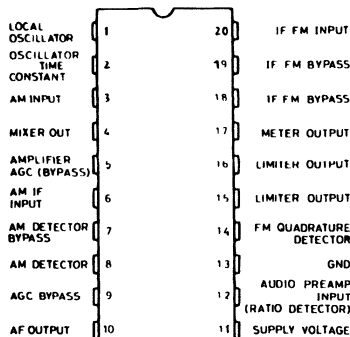 LOCAL
OSCILLATOR
1
20
IF FM INPUT
OSCILLATOR
TIME
CONSTANT
2
19
IF FM BYPASS
AM INPUT
3
18
IF FM BYPASS
MIXER OUT
4
17
METER OUTPUT
AMPLIFIER
AGC (BYPASS)
5
16
LIMITER OUTPUT
AM IF
INPUT
6
15
LIMITER OUTPUT
AM DETECTOR
BYPASS
7
14
FM QUADRATURE
DETECTOR
AM DETECTOR
8
13
GND
AGC BYPASS
9
12
AUDIO PREAMP
INPUT
(RATIO DETECTOR)
AF OUTPUT
10
11
SUPPLY VOLTAGE